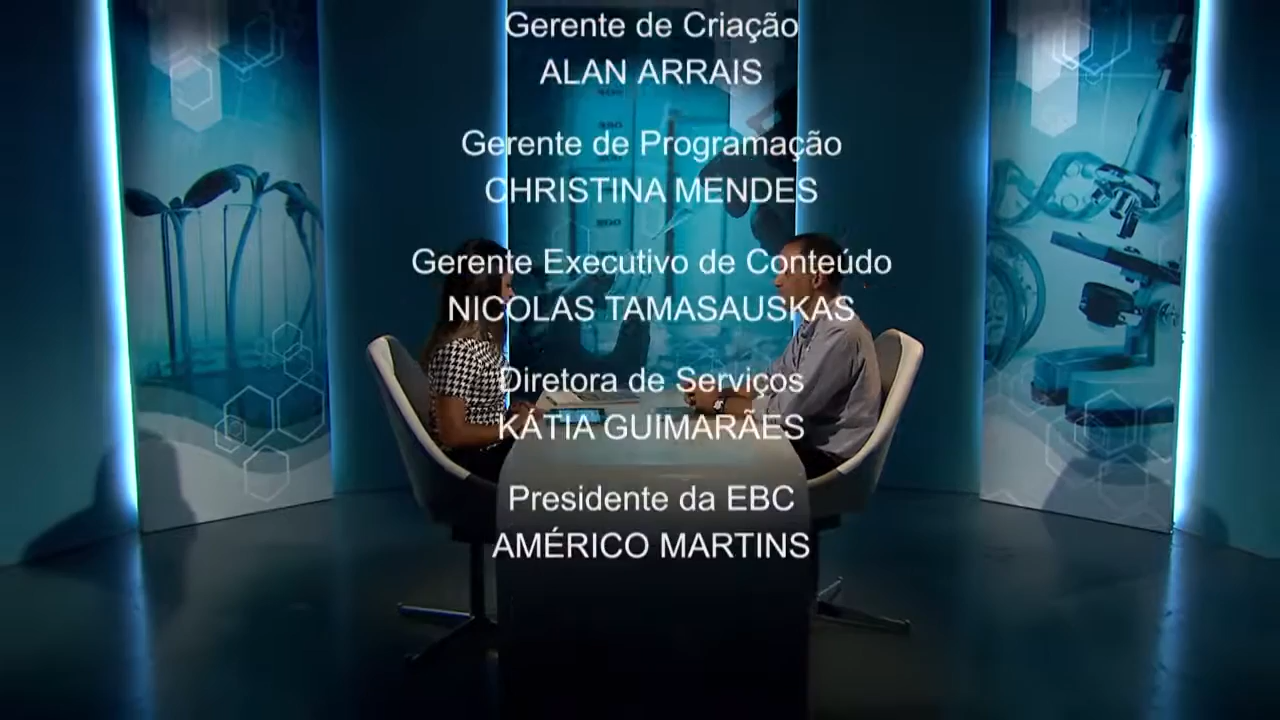 Gerente de Criação
ALAN ARRAIS
Gerente de Programação
CHRISTINA MENDES
Gerente Executivo de Conteúdo
NICOLAS TAMASAUSKAS
Diretora de Serviços
KÁTIA GUIMARÃES
Presidente da EBC
AMÉRICO MARTINS